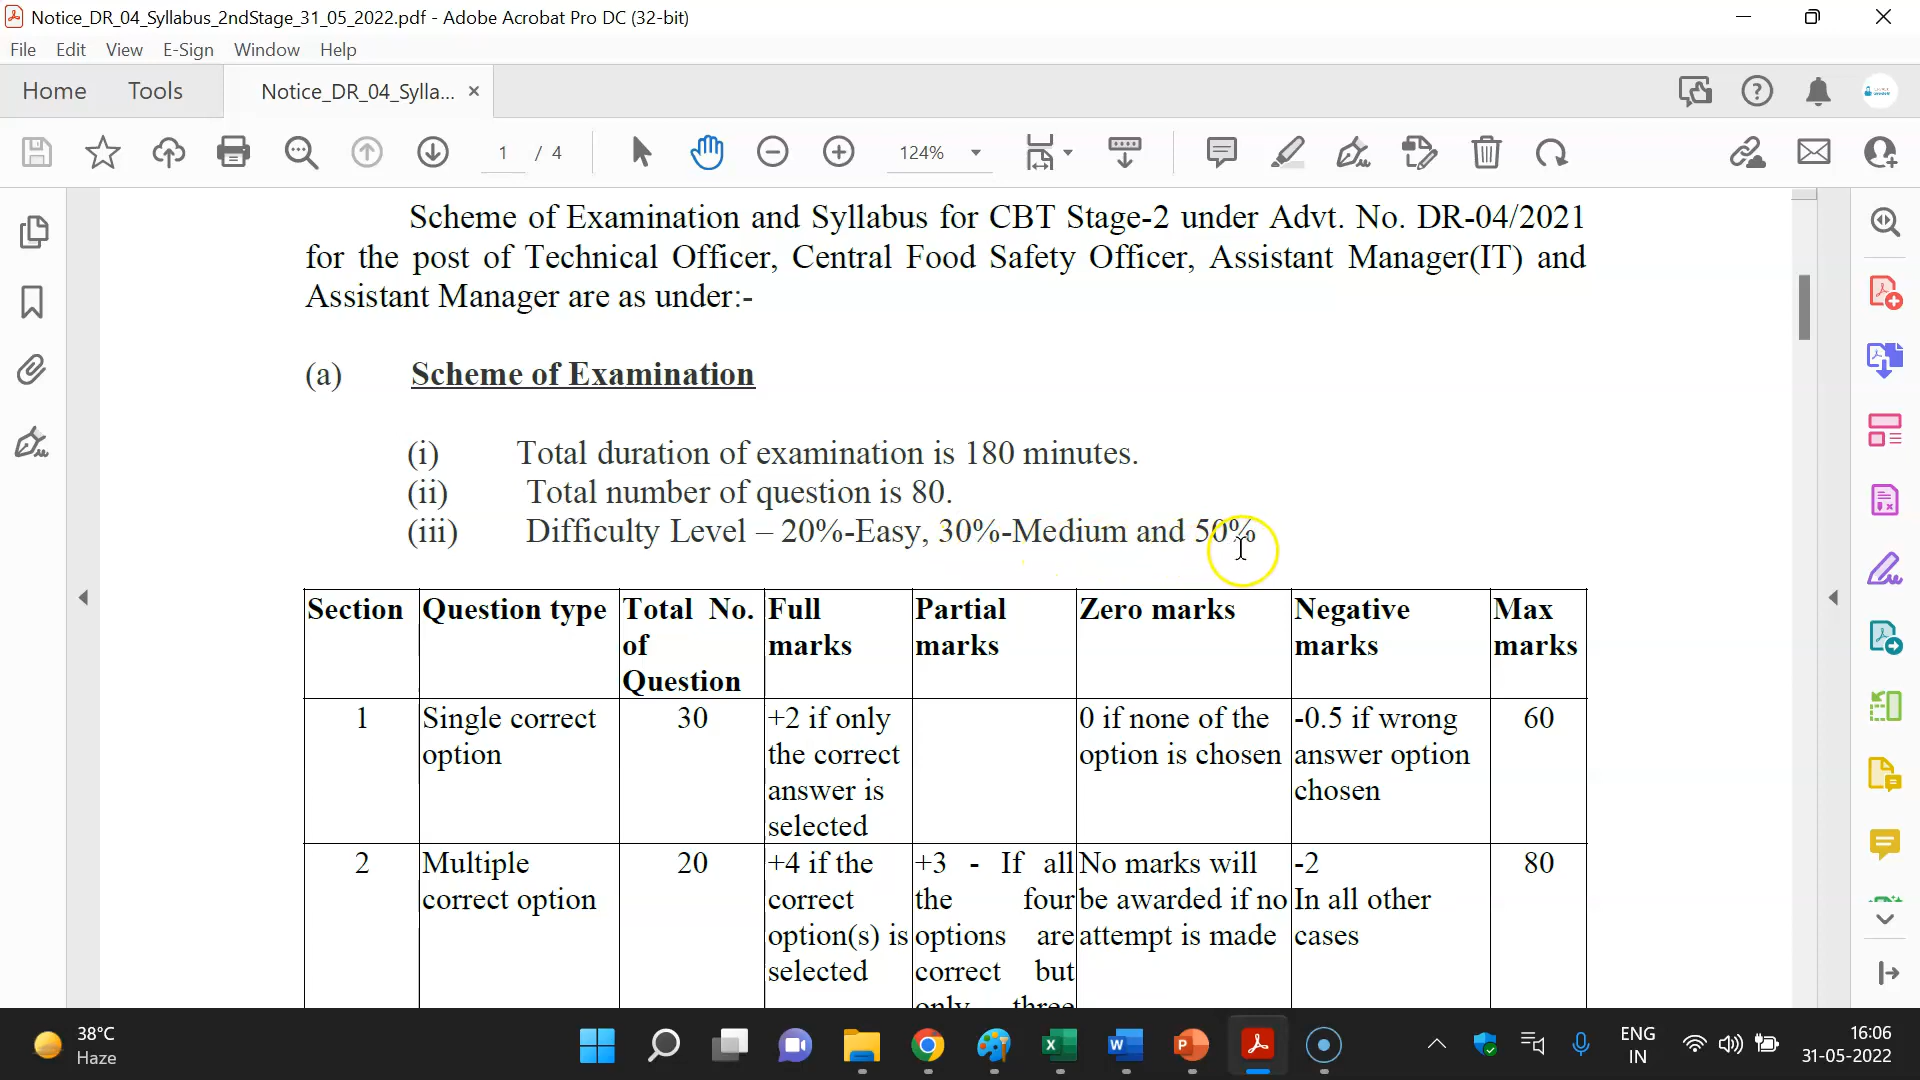 Notice_DR_04_Syllabus_2ndStage_31_05_2022.pdf - Adobe Acrobat Pro DC (32-bit)
File Edit View E-Sign Window Help
Home Tools Notice_DR_04_Sylla... ×
1 / 4 124%
Scheme of Examination and Syllabus for CBT Stage-2 under Advt. No. DR-04/2021
for the post of Technical Officer, Central Food Safety Officer, Assistant Manager(IT) and
Assistant Manager are as under:-
(a) Scheme of Examination
(i) Total duration of examination is 180 minutes.
(ii) Total number of question is 80.
(iii) Difficulty Level – 20%-Easy, 30%-Medium and 50%
Section Question type Total No. of Question Full marks Partial marks Zero marks Negative marks Max marks
1 Single correct option 30 +2 if only the correct answer is selected 0 if none of the option is chosen -0.5 if wrong answer option chosen 60
2 Multiple correct option 20 +4 if the correct option(s) is selected +3 - If all the four options are correct but only three No marks will be awarded if no attempt is made -2 In all other cases 80
38°C
Haze
ENG
IN
16:06
31-05-2022